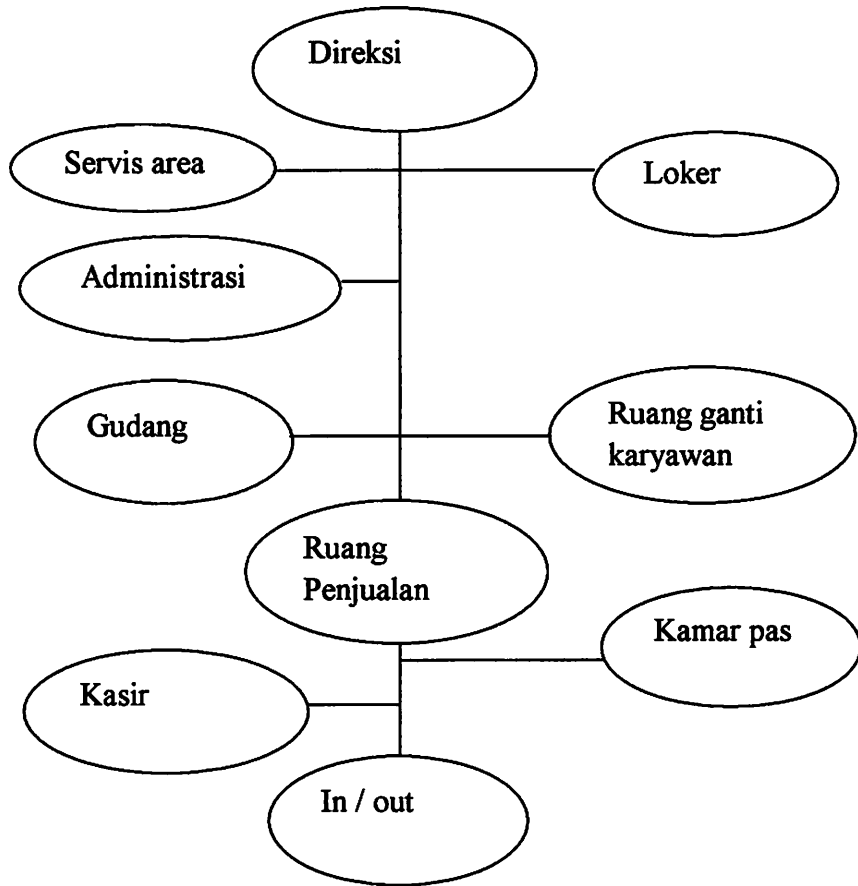 Direksi
Servis area
Loker
Administrasi
Gudang
Ruang ganti
karyawan
Ruang
Penjualan
Kamar pas
Kasir
In / out